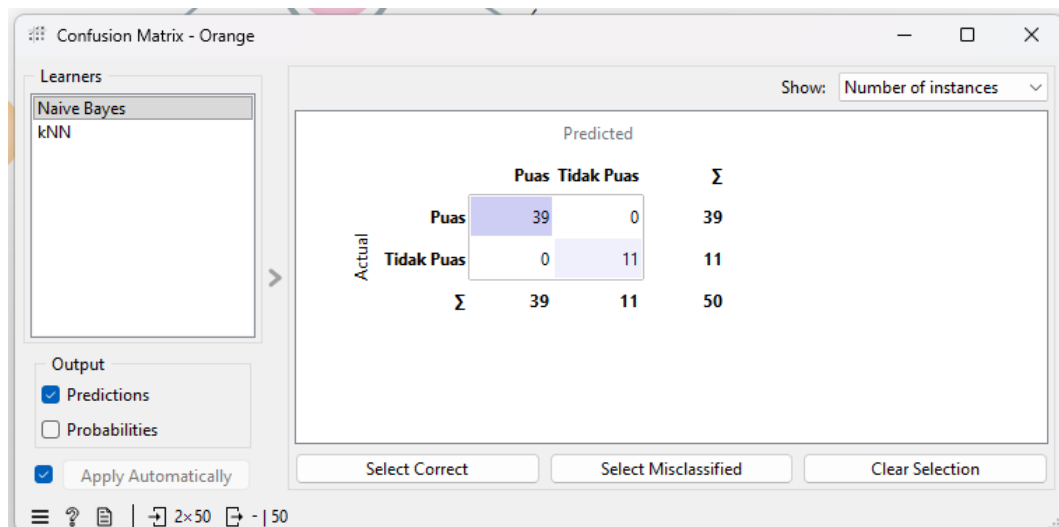 Confusion Matrix - Orange
Learners
Naive Bayes
kNN
Output
Predictions
Probabilities
Apply Automatically
Show: Number of instances
Predicted
Puas Tidak Puas Σ
Actual
Puas 39 0 39
Tidak Puas 0 11 11
Σ 39 11 50
Select Correct Select Misclassified Clear Selection
2×50 - | 50